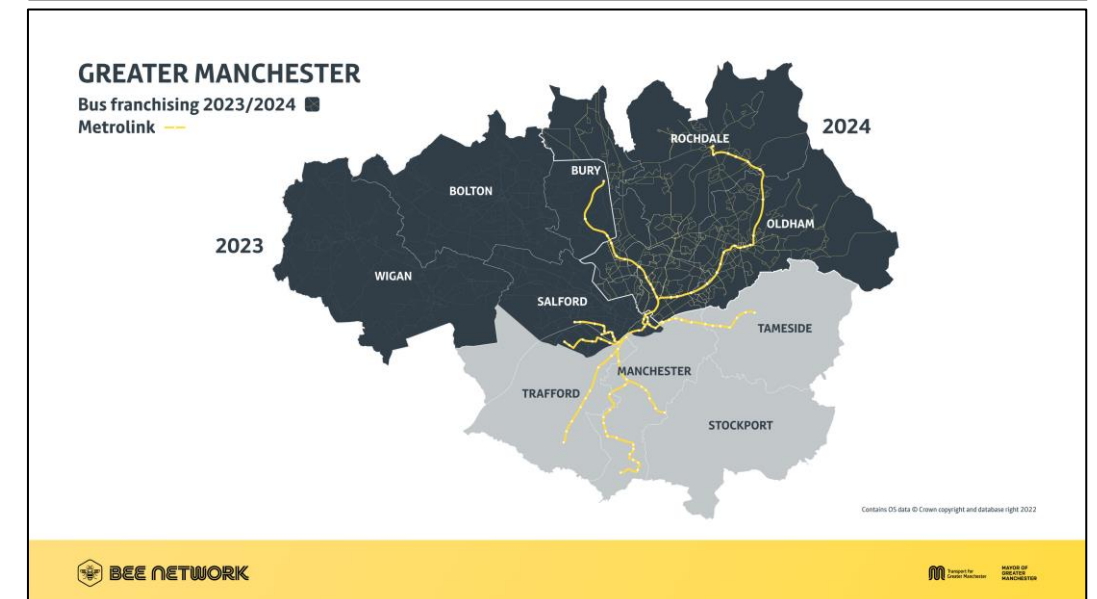 GREATER MANCHESTER
Bus franchising 2023/2024
Metrolink
2024
ROCHDALE
BURY
BOLTON
OLDHAM
2023
WIGAN
SALFORD
TAMESIDE
MANCHESTER
TRAFFORD
STOCKPORT
Contains OS data © Crown copyright and database right 2022
BEE NETWORK
Transport for
Greater Manchester
MAYOR OF
GREATER
MANCHESTER